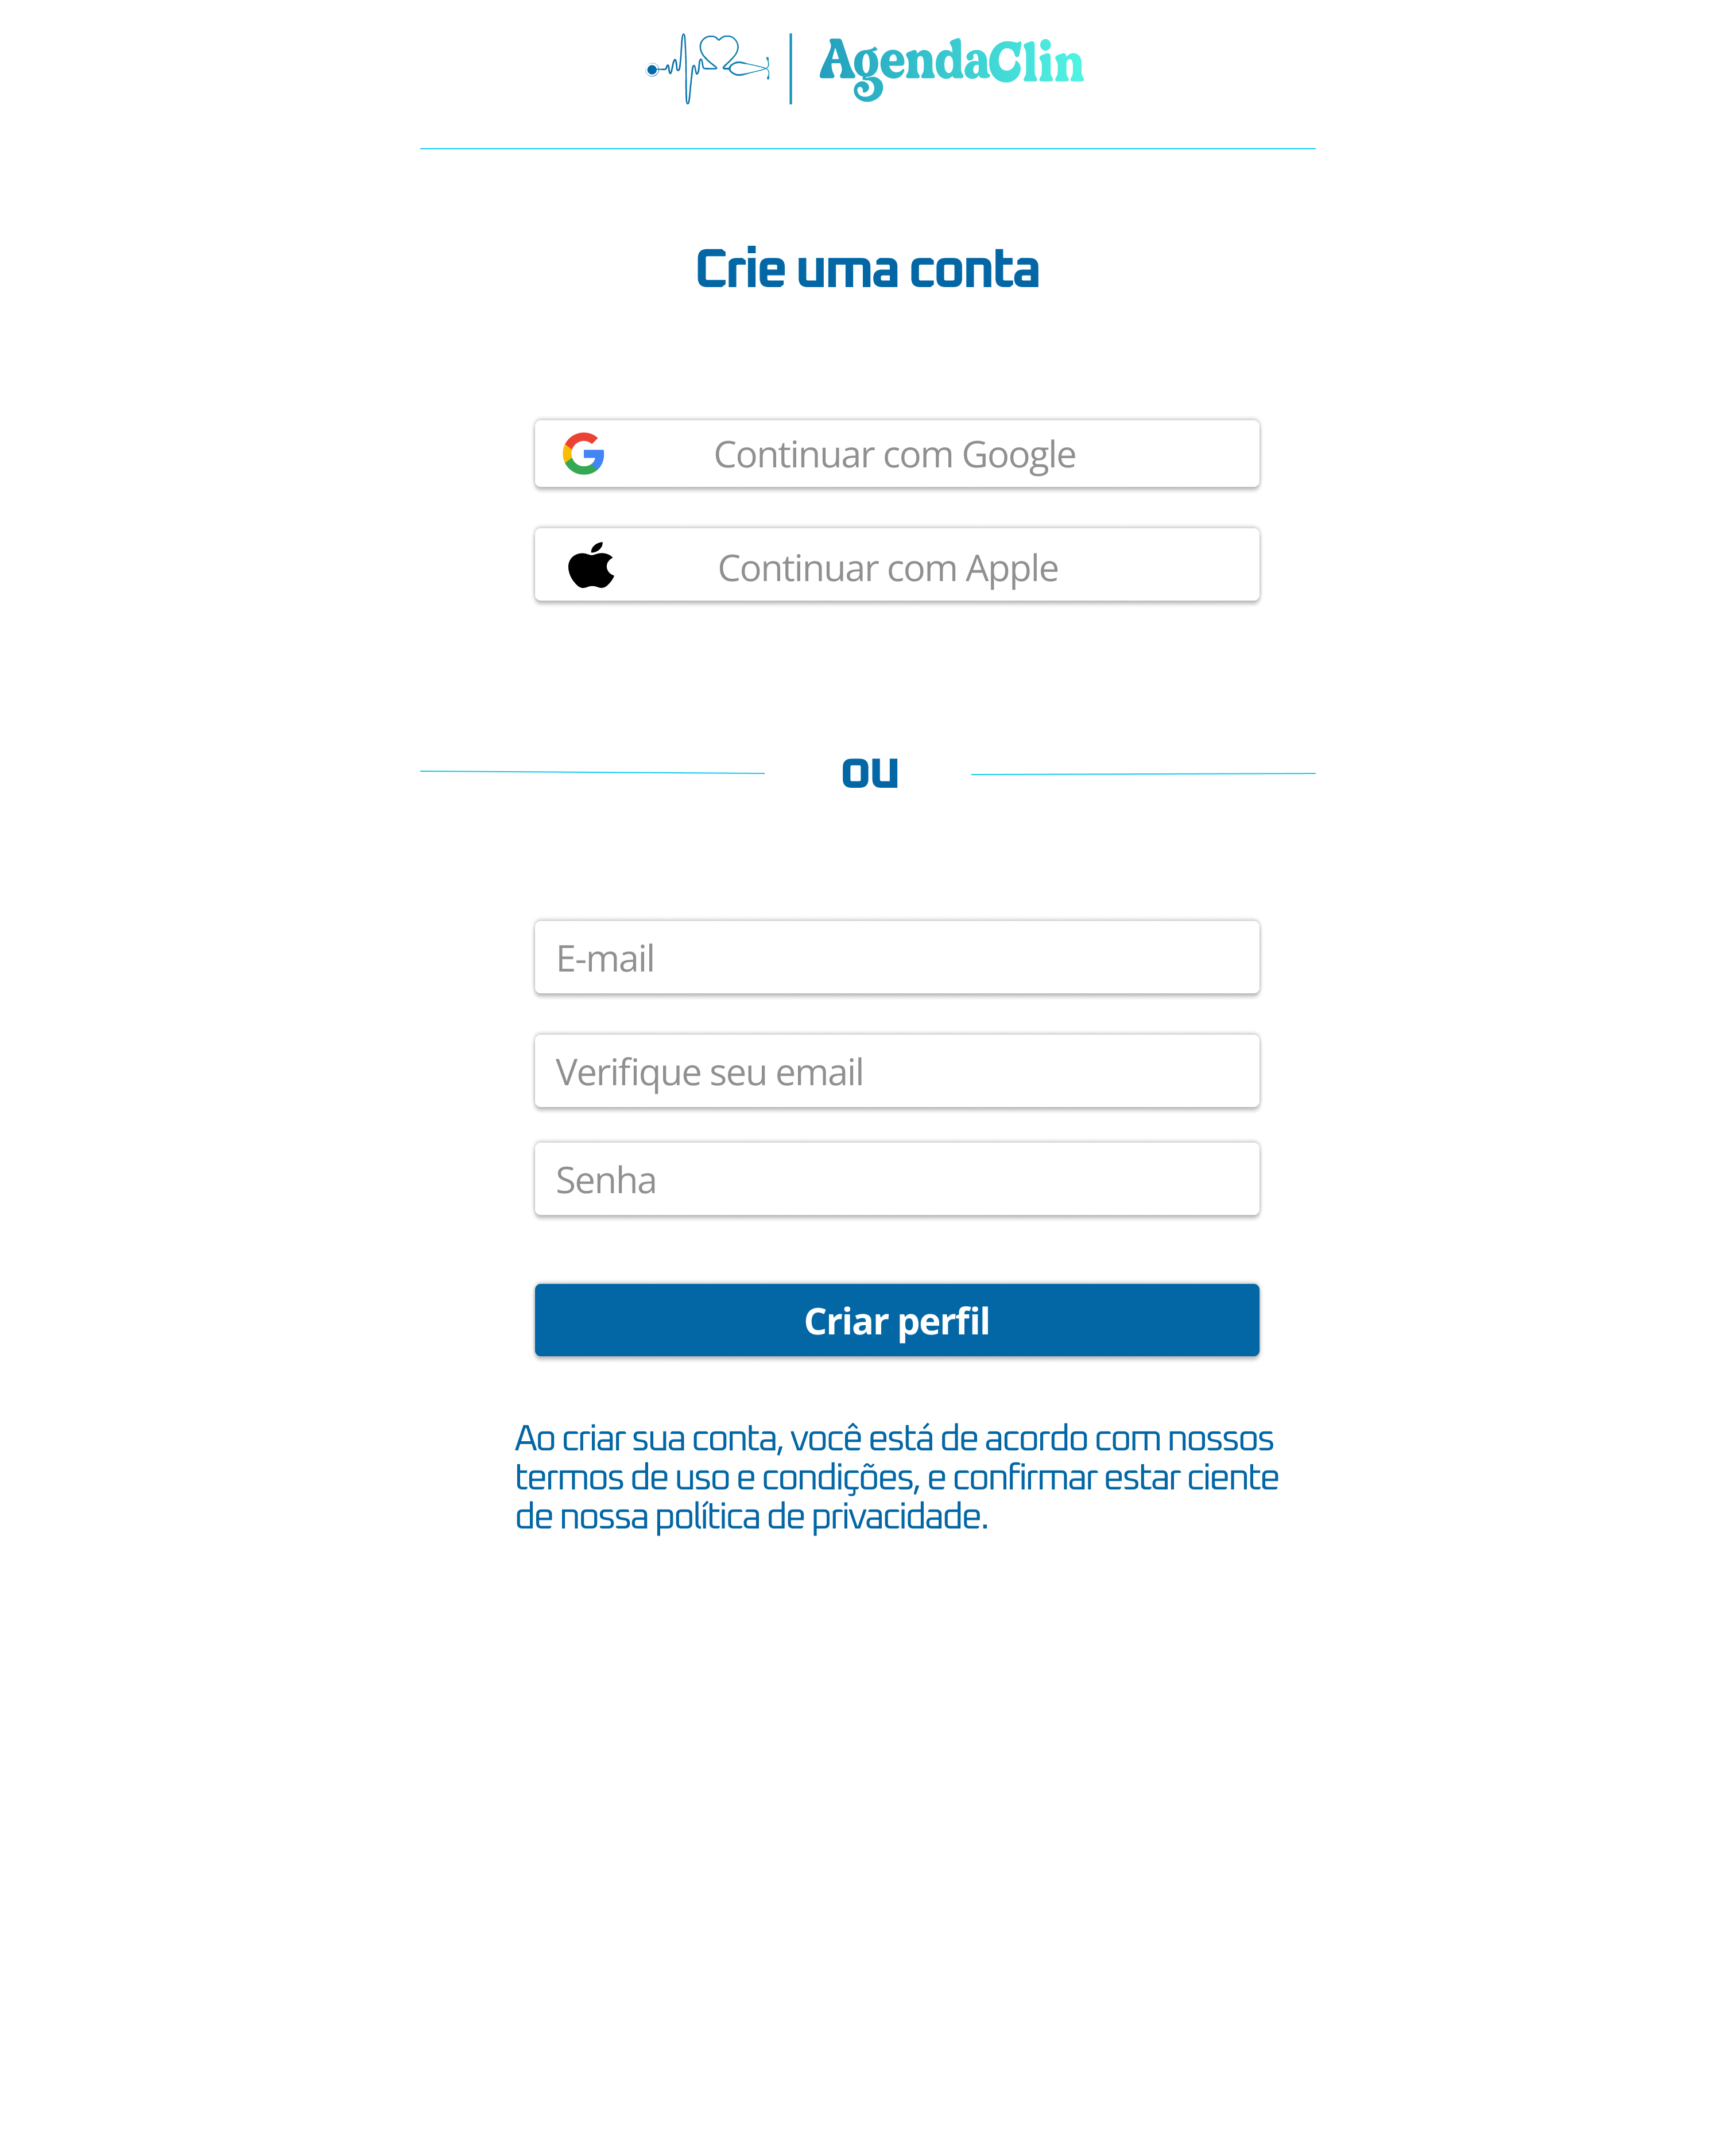 AgendaClin
Crie uma conta
Continuar com Google
Continuar com Apple
ou
E-mail
Verifique seu email
Senha
Criar perfil
Ao criar sua conta, você está de acordo com nossos
termos de uso e condições, e confirmar estar ciente
de nossa política de privacidade.